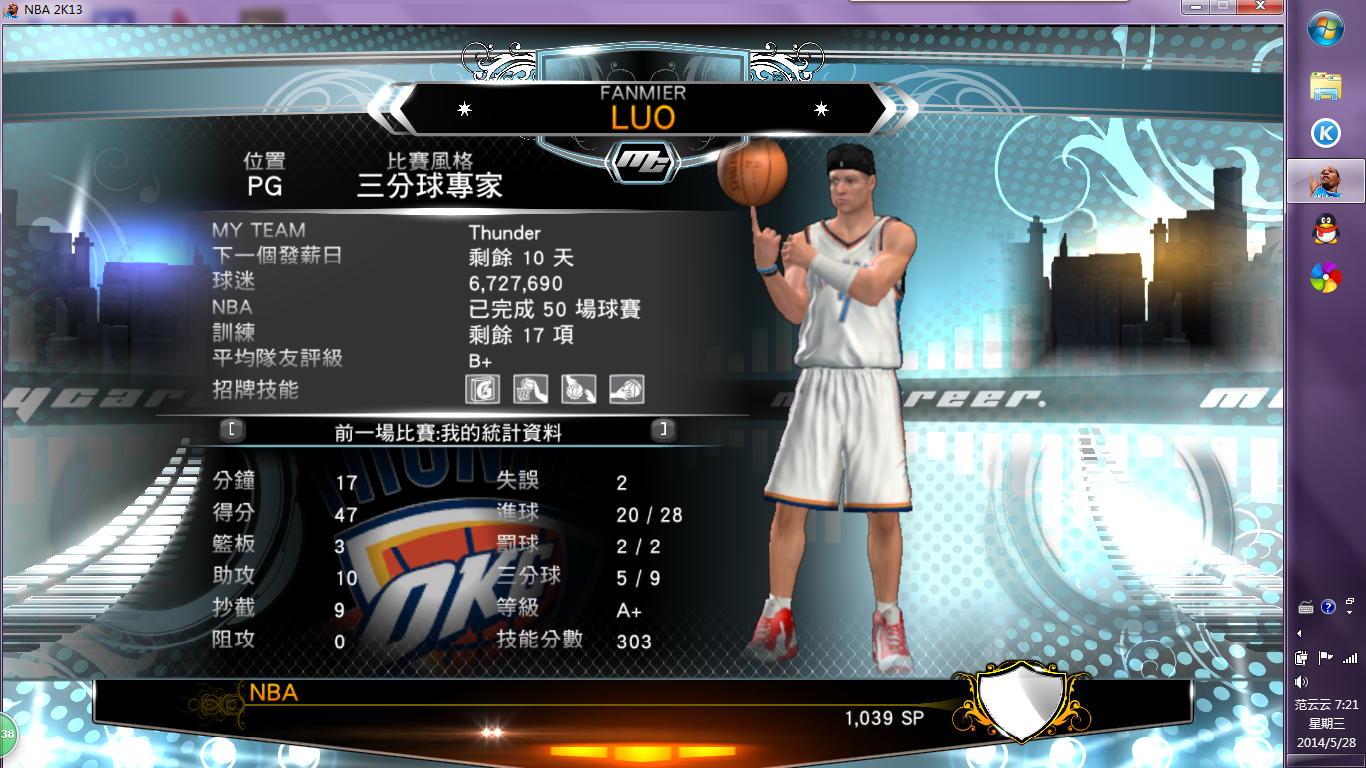 NBA 2K13
FANMIER
LUO
位置
PG
比賽風格
三分球專家
MY TEAM
Thunder
下一個發薪日
剩餘 10 天
球迷
6,727,690
NBA
已完成 50 場球賽
訓練
剩餘 17 項
平均隊友評級
B+
招牌技能
[
前一場比賽:我的統計資料
]
分鐘
17
失誤
2
得分
47
進球
20 / 28
籃板
3
罰球
2 / 2
助攻
10
三分球
5 / 9
抄截
9
等級
A+
阻攻
0
技能分數
303
NBA
1,039 SP
38
范云云 7:21
星期三
2014/5/28